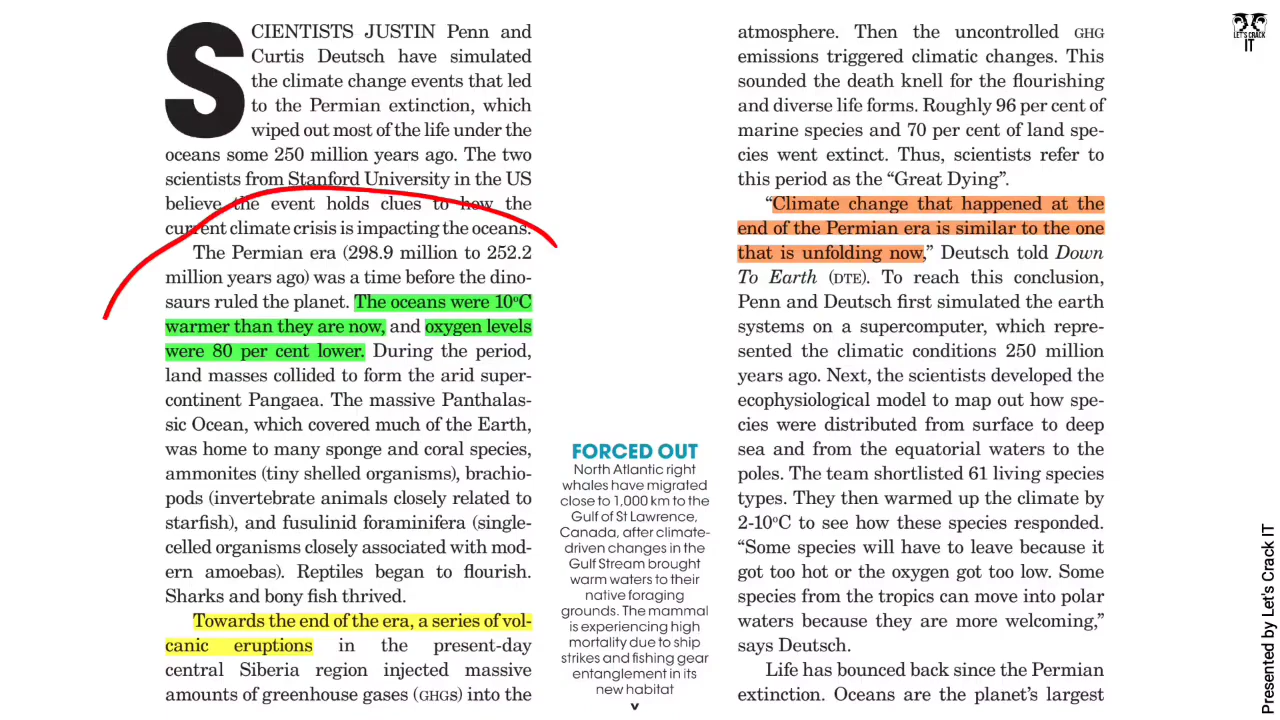 SCIENTISTS JUSTIN Penn and
Curtis Deutsch have simulated
the climate change events that led
to the Permian extinction, which
wiped out most of the life under the
oceans some 250 million years ago. The two
scientists from Stanford University in the US
believe the event holds clues to how the
current climate crisis is impacting the oceans.
The Permian era (298.9 million to 252.2
million years ago) was a time before the dino-
saurs ruled the planet. The oceans were 10°C
warmer than they are now, and oxygen levels
were 80 per cent lower. During the period,
land masses collided to form the arid super-
continent Pangaea. The massive Panthalas-
sic Ocean, which covered much of the Earth,
was home to many sponge and coral species,
ammonites (tiny shelled organisms), brachio-
pods (invertebrate animals closely related to
starfish), and fusulinid foraminifera (single-
celled organisms closely associated with mod-
ern amoebas). Reptiles began to flourish.
Sharks and bony fish thrived.
Towards the end of the era, a series of vol-
canic eruptions in the present-day
central Siberia region injected massive
amounts of greenhouse gases (GHGs) into the
FORCED OUT
North Atlantic right
whales have migrated
close to 1,000 km to the
Gulf of St Lawrence,
Canada, after climate-
driven changes in the
Gulf Stream brought
warm waters to their
native foraging
grounds. The mammal
is experiencing high
mortality due to ship
strikes and fishing gear
entanglement in its
new habitat
atmosphere. Then the uncontrolled GHG
emissions triggered climatic changes. This
sounded the death knell for the flourishing
and diverse life forms. Roughly 96 per cent of
marine species and 70 per cent of land spe-
cies went extinct. Thus, scientists refer to
this period as the “Great Dying”.
“Climate change that happened at the
end of the Permian era is similar to the one
that is unfolding now,” Deutsch told Down
To Earth (DTE). To reach this conclusion,
Penn and Deutsch first simulated the earth
systems on a supercomputer, which repre-
sented the climatic conditions 250 million
years ago. Next, the scientists developed the
ecophysiological model to map out how spe-
cies were distributed from surface to deep
sea and from the equatorial waters to the
poles. The team shortlisted 61 living species
types. They then warmed up the climate by
2-10°C to see how these species responded.
“Some species will have to leave because it
got too hot or the oxygen got too low. Some
species from the tropics can move into polar
waters because they are more welcoming,”
says Deutsch.
Life has bounced back since the Permian
extinction. Oceans are the planet’s largest
LET'S CRACK
IT
Presented by Let's Crack IT